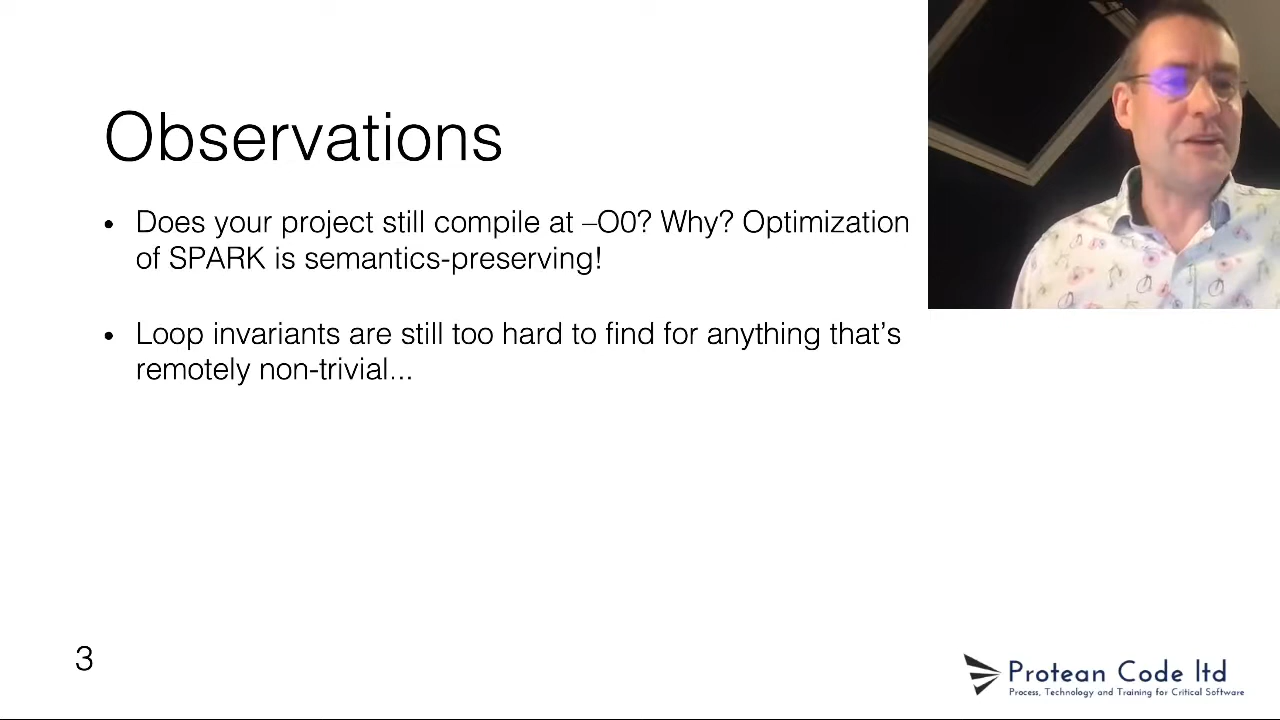 Observations
• Does your project still compile at –O0? Why? Optimization
of SPARK is semantics-preserving!
• Loop invariants are still too hard to find for anything that’s
remotely non-trivial...
3
Protean Code ltd
Process, Technology and Training for Critical Software